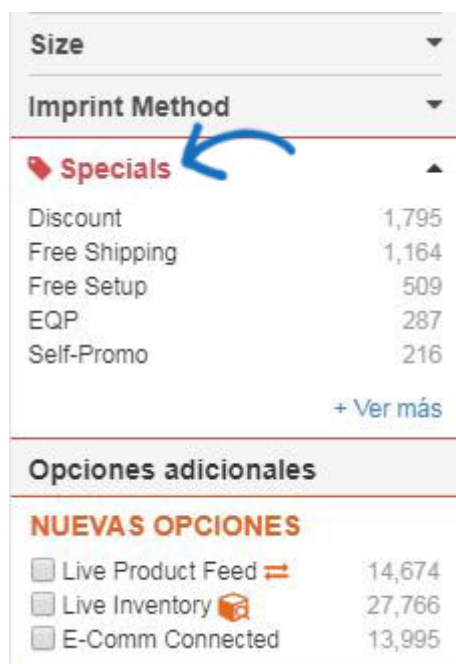 Size
Imprint Method
Specials
Discount 1,795
Free Shipping 1,164
Free Setup 509
EQP 287
Self-Promo 216
+ Ver más
Opciones adicionales
NUEVAS OPCIONES
Live Product Feed 14,674
Live Inventory 27,766
E-Comm Connected 13,995